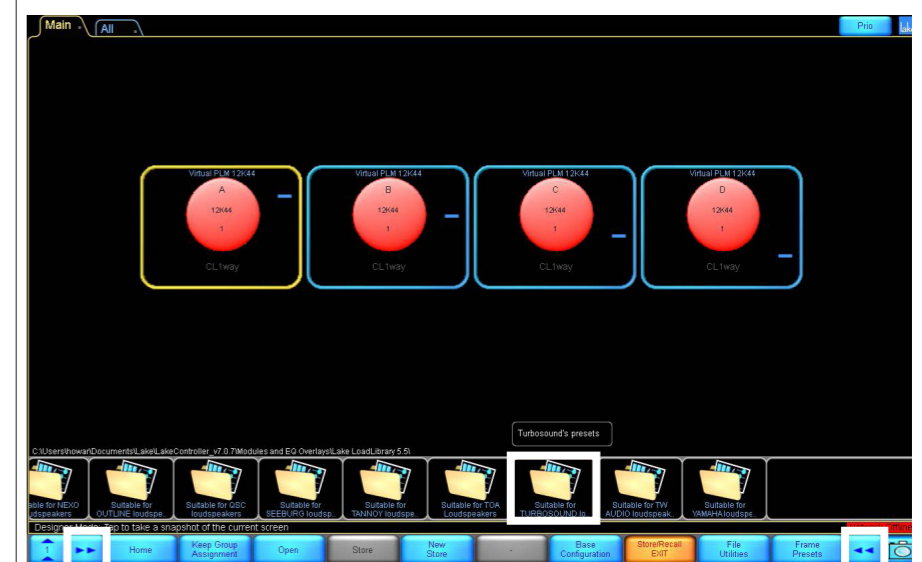 Main
All
Prio
lake
Virtual PLM 12K44
A
12K44
1
CL1way
Virtual PLM 12K44
B
12K44
1
CL1way
Virtual PLM 12K44
C
12K44
1
CL1way
Virtual PLM 12K44
D
12K44
1
CL1way
Turbosound's presets
C:\Users\howar\Documents\Lake\LakeController_v7.0.7\Modules and EQ Overlays\Lake LoadLibrary 5.5\
able for NEXO
udspeakers
Suitable for
OUTLINE loudspe..
Suitable for QSC
loudspeakers
Suitable for
SEEBURG loudsp..
Suitable for
TANNOY loudspe..
Suitable for TOA
Loudspeakers
Suitable for
TURBOSOUND lo..
Suitable for TW
AUDIO loudspeak..
Suitable for
YAMAHA loudspe..
Designer Mode: Tap to take a snapshot of the current screen
1
Home
Keep Group
Assignment
Open
Store
New
Store
-
Base
Configuration
Store/Recall
EXIT
File
Utilities
Frame
Presets